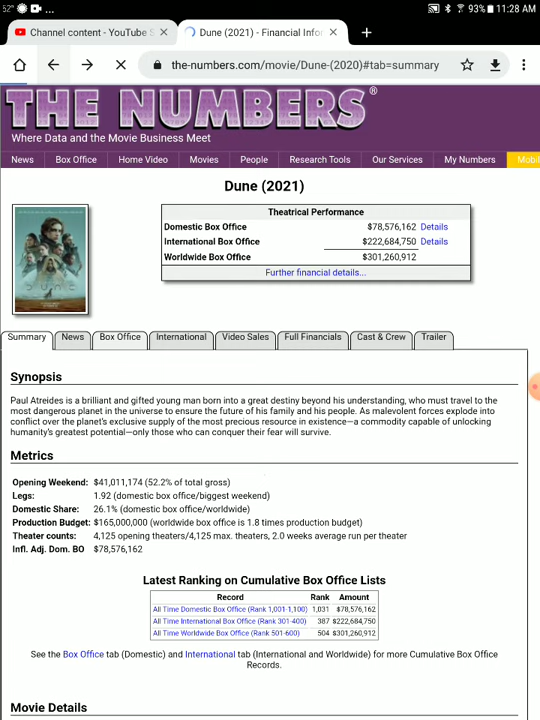 52° ... 93% 11:28 AM
Channel content - YouTube S × Dune (2021) - Financial Infor × +
the-numbers.com/movie/Dune-(2020)#tab=summary
THE NUMBERS®
Where Data and the Movie Business Meet
News Box Office Home Video Movies People Research Tools Our Services My Numbers Mobil
Dune (2021)
Theatrical Performance
Domestic Box Office $78,576,162 Details
International Box Office $222,684,750 Details
Worldwide Box Office $301,260,912
Further financial details...
DUNE
Summary News Box Office International Video Sales Full Financials Cast & Crew Trailer
Synopsis
Paul Atreides is a brilliant and gifted young man born into a great destiny beyond his understanding, who must travel to the
most dangerous planet in the universe to ensure the future of his family and his people. As malevolent forces explode into
conflict over the planet's exclusive supply of the most precious resource in existence—a commodity capable of unlocking
humanity's greatest potential—only those who can conquer their fear will survive.
Metrics
Opening Weekend: $41,011,174 (52.2% of total gross)
Legs: 1.92 (domestic box office/biggest weekend)
Domestic Share: 26.1% (domestic box office/worldwide)
Production Budget: $165,000,000 (worldwide box office is 1.8 times production budget)
Theater counts: 4,125 opening theaters/4,125 max. theaters, 2.0 weeks average run per theater
Infl. Adj. Dom. BO $78,576,162
Latest Ranking on Cumulative Box Office Lists
Record Rank Amount
All Time Domestic Box Office (Rank 1,001-1,100) 1,031 $78,576,162
All Time International Box Office (Rank 301-400) 387 $222,684,750
All Time Worldwide Box Office (Rank 501-600) 504 $301,260,912
See the Box Office tab (Domestic) and International tab (International and Worldwide) for more Cumulative Box Office
Records.
Movie Details